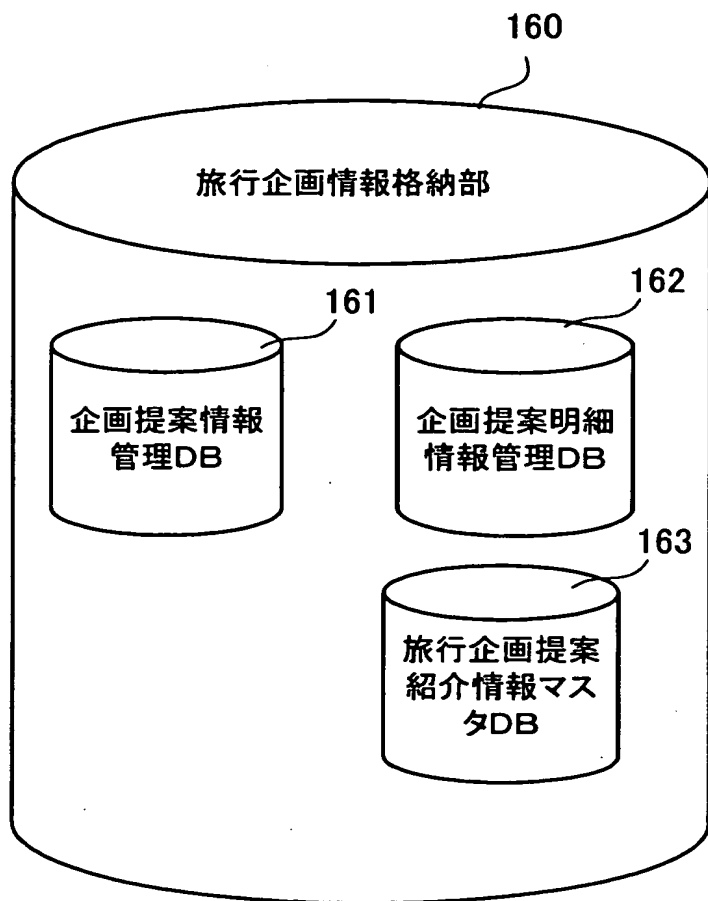 160
旅行企画情報格納部
161
162
企画提案情報
管理DB
企画提案明細
情報管理DB
163
旅行企画提案
紹介情報マス
タDB